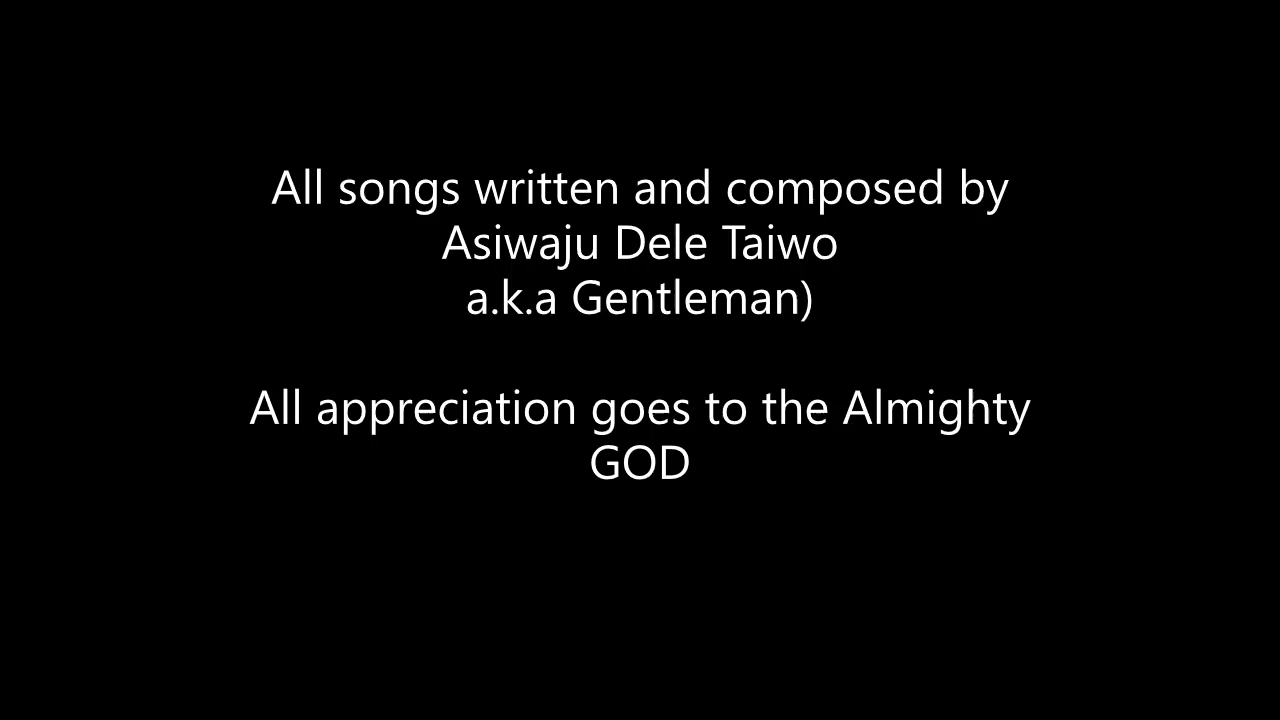 All songs written and composed by
Asiwaju Dele Taiwo
a.k.a Gentleman)
All appreciation goes to the Almighty
GOD